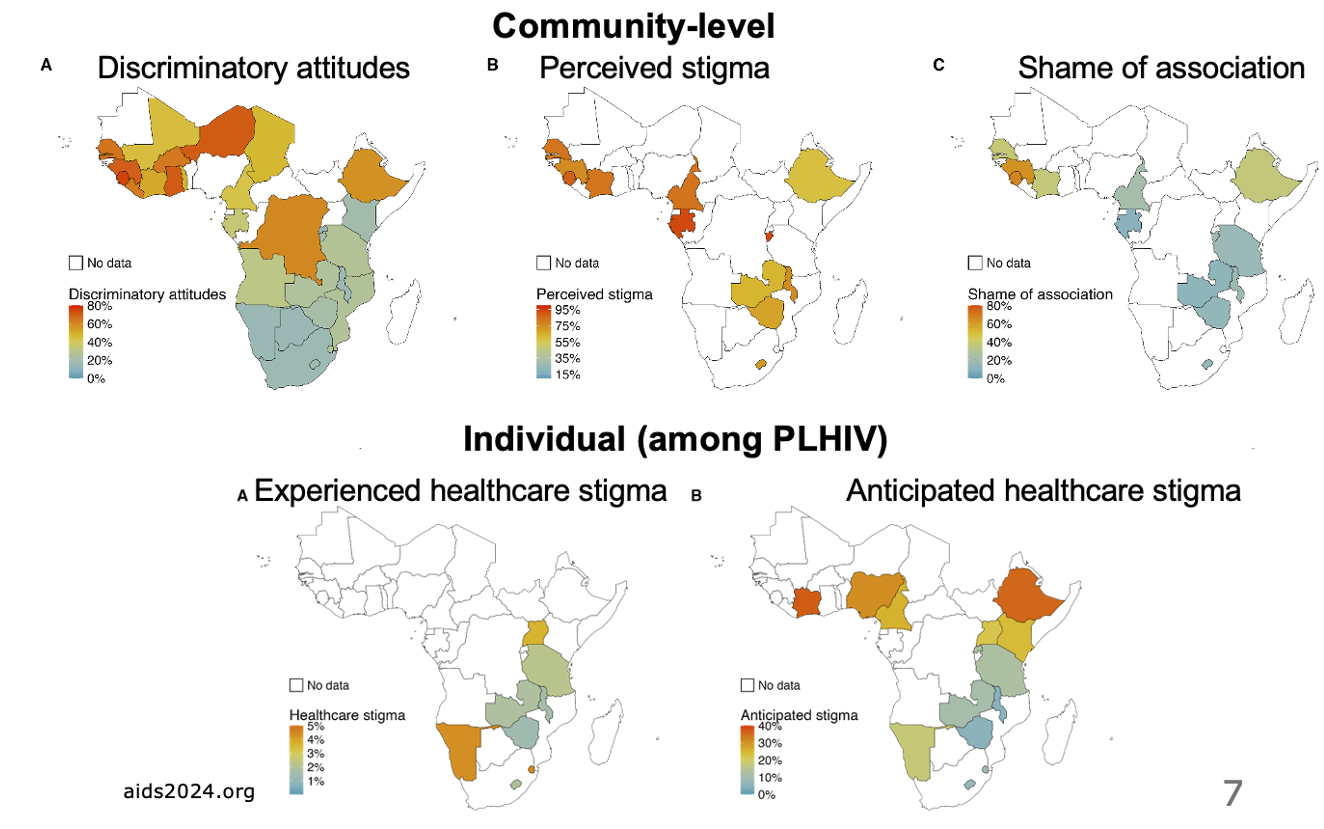 Community-level
A Discriminatory attitudes
No data
Discriminatory attitudes
80%
60%
40%
20%
0%
B Perceived stigma
No data
Perceived stigma
95%
75%
55%
35%
15%
C Shame of association
No data
Shame of association
80%
60%
40%
20%
0%
Individual (among PLHIV)
A Experienced healthcare stigma
No data
Healthcare stigma
5%
4%
3%
2%
1%
B Anticipated healthcare stigma
No data
Anticipated stigma
40%
30%
20%
10%
0%
aids2024.org
7